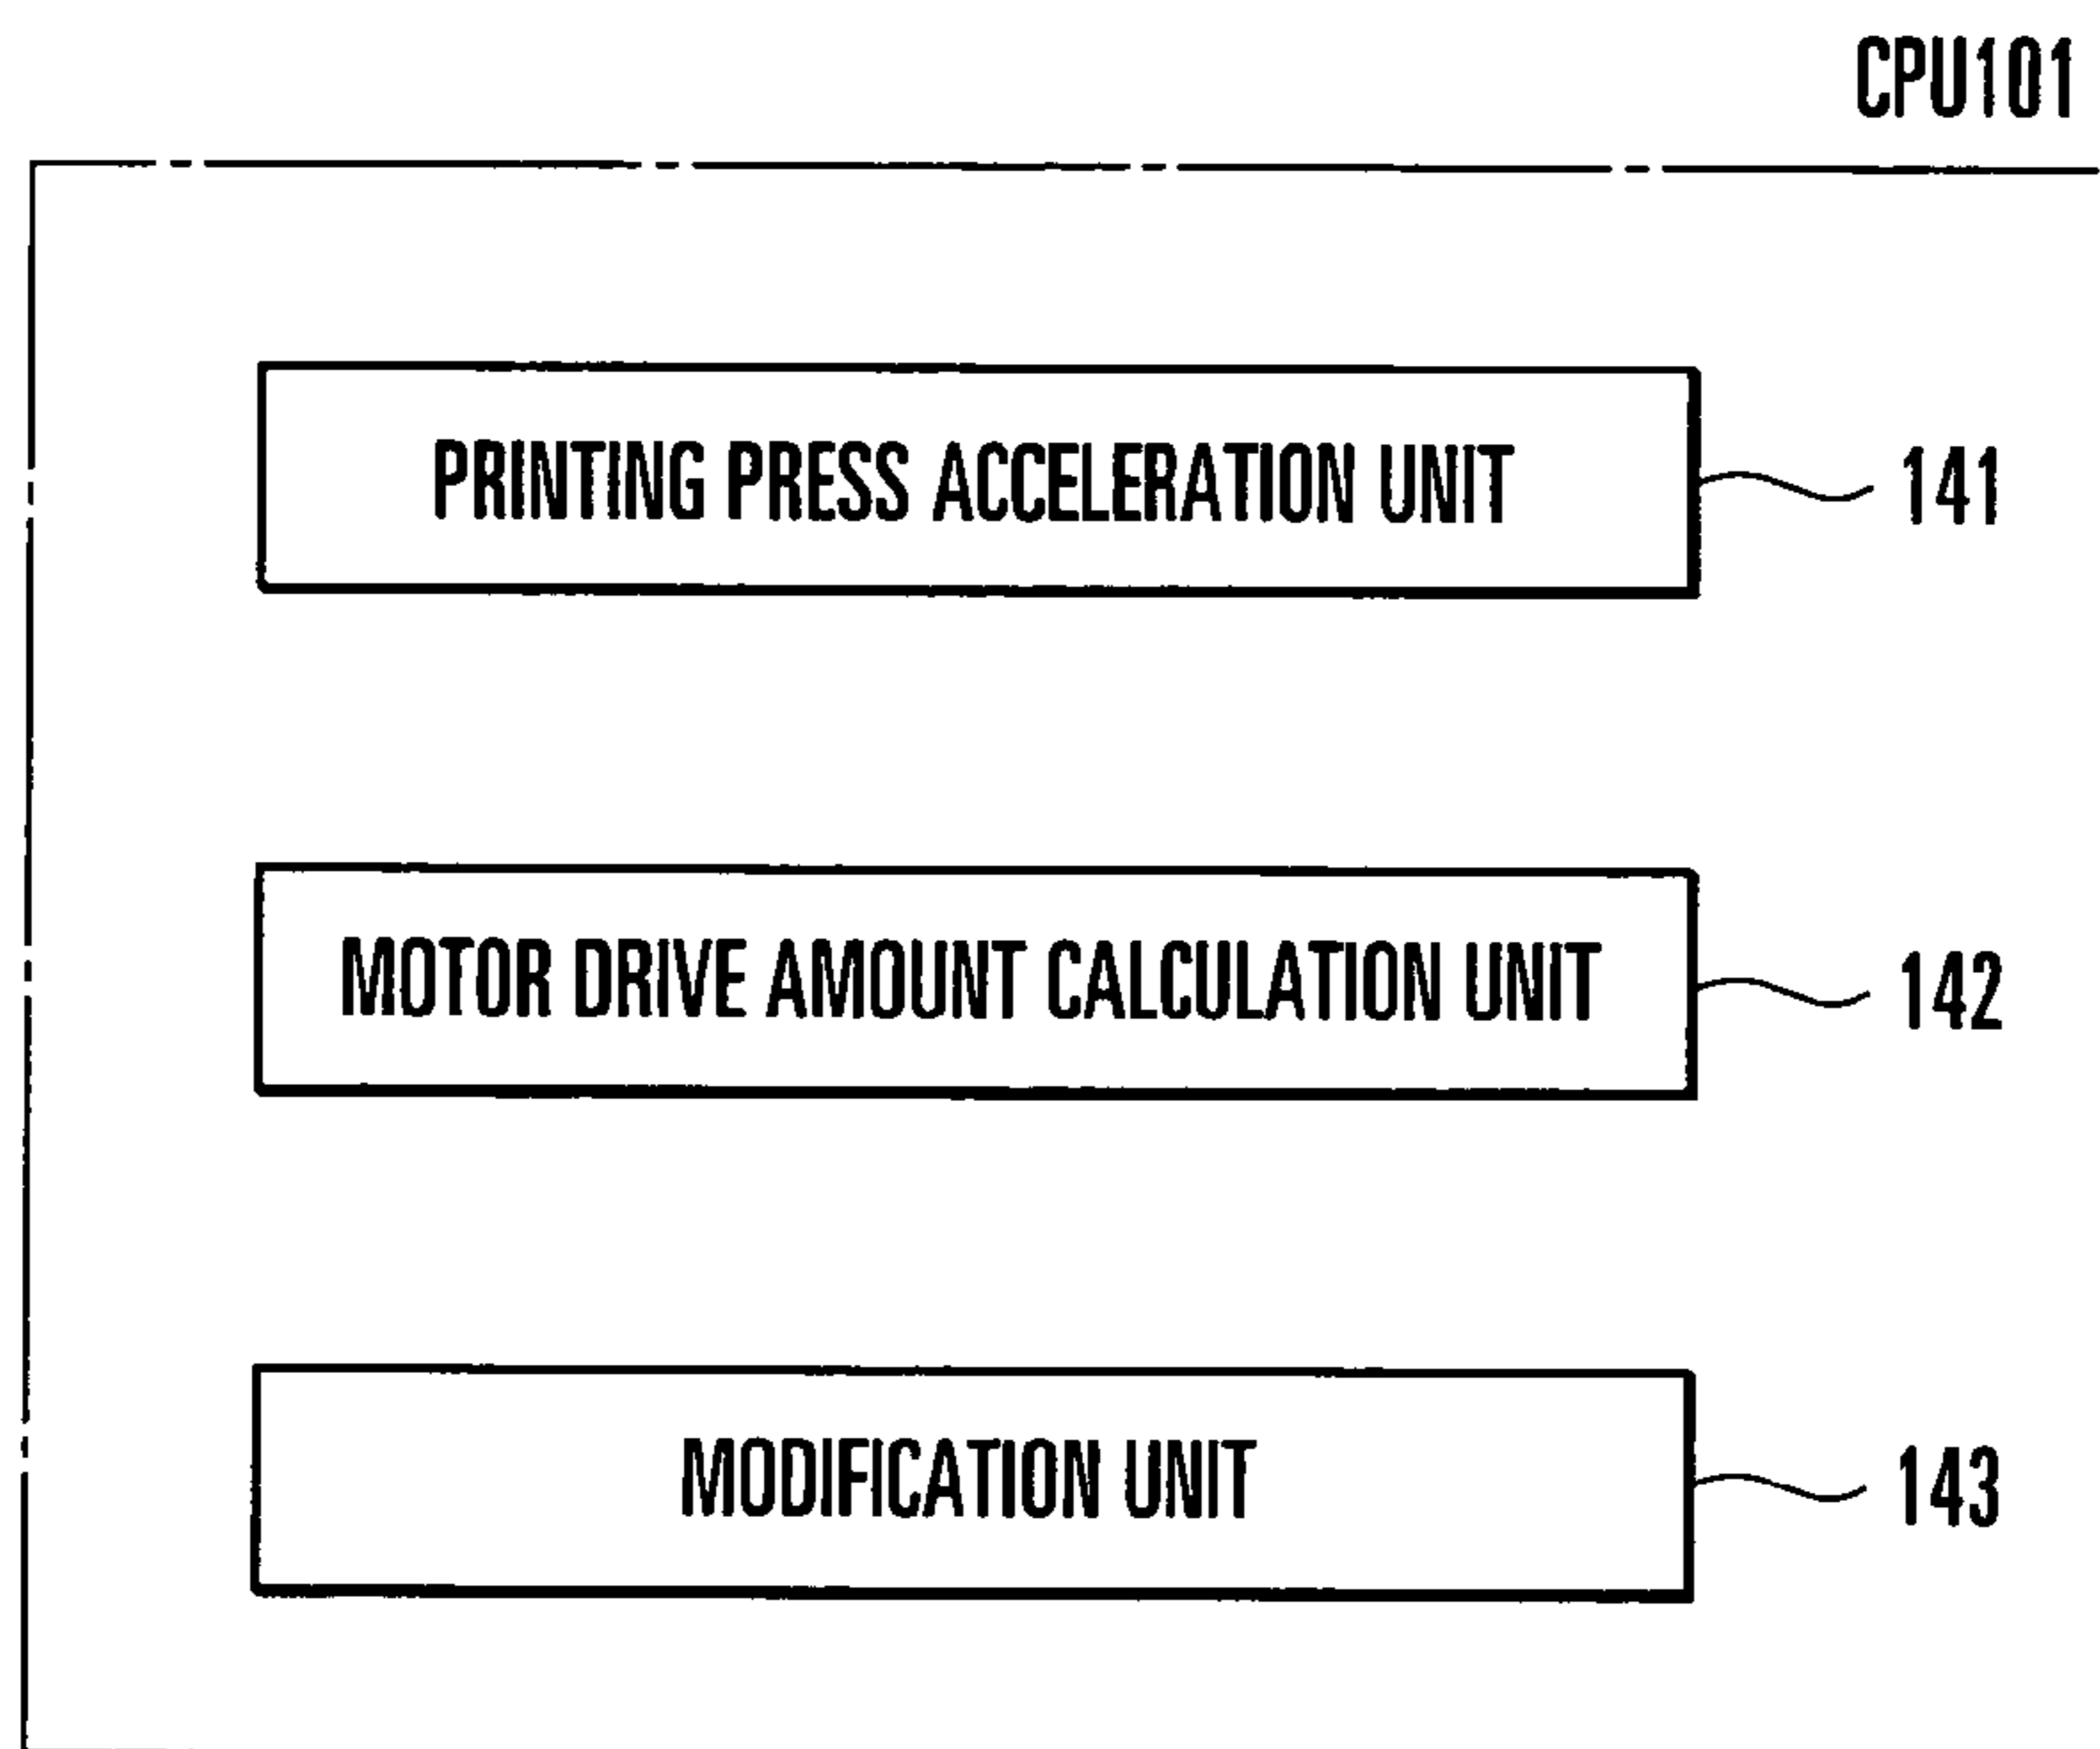 CPU101
PRINTING PRESS ACCELERATION UNIT 141
MOTOR DRIVE AMOUNT CALCULATION UNIT 142
MODIFICATION UNIT 143